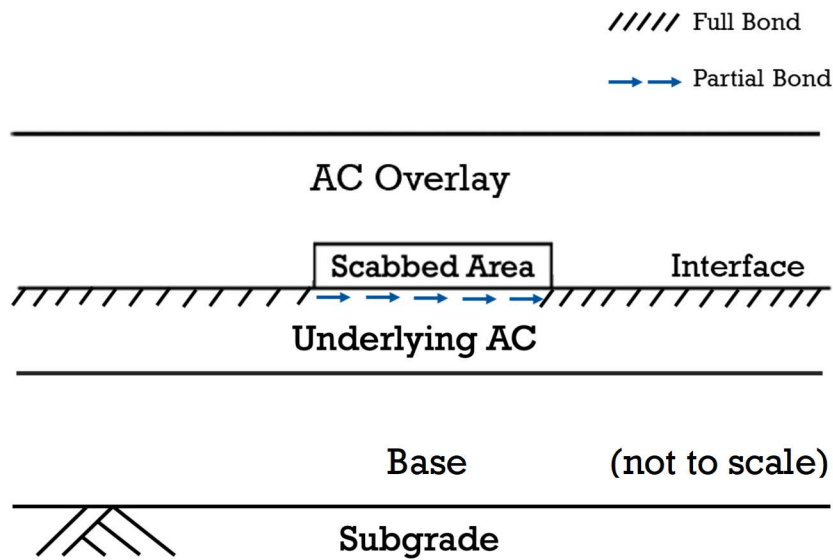 Full Bond
Partial Bond
AC Overlay
Scabbed Area
Interface
Underlying AC
Base
(not to scale)
Subgrade